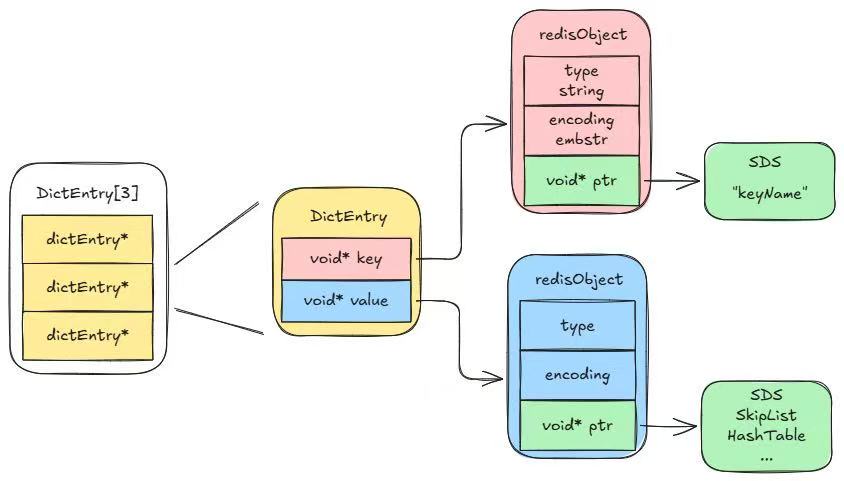 DictEntry[3]
dictEntry*
dictEntry*
dictEntry*
DictEntry
void* key
void* value
redisObject
type
string
encoding
embstr
void* ptr
SDS
"keyName"
redisObject
type
encoding
void* ptr
SDS
SkipList
HashTable
...